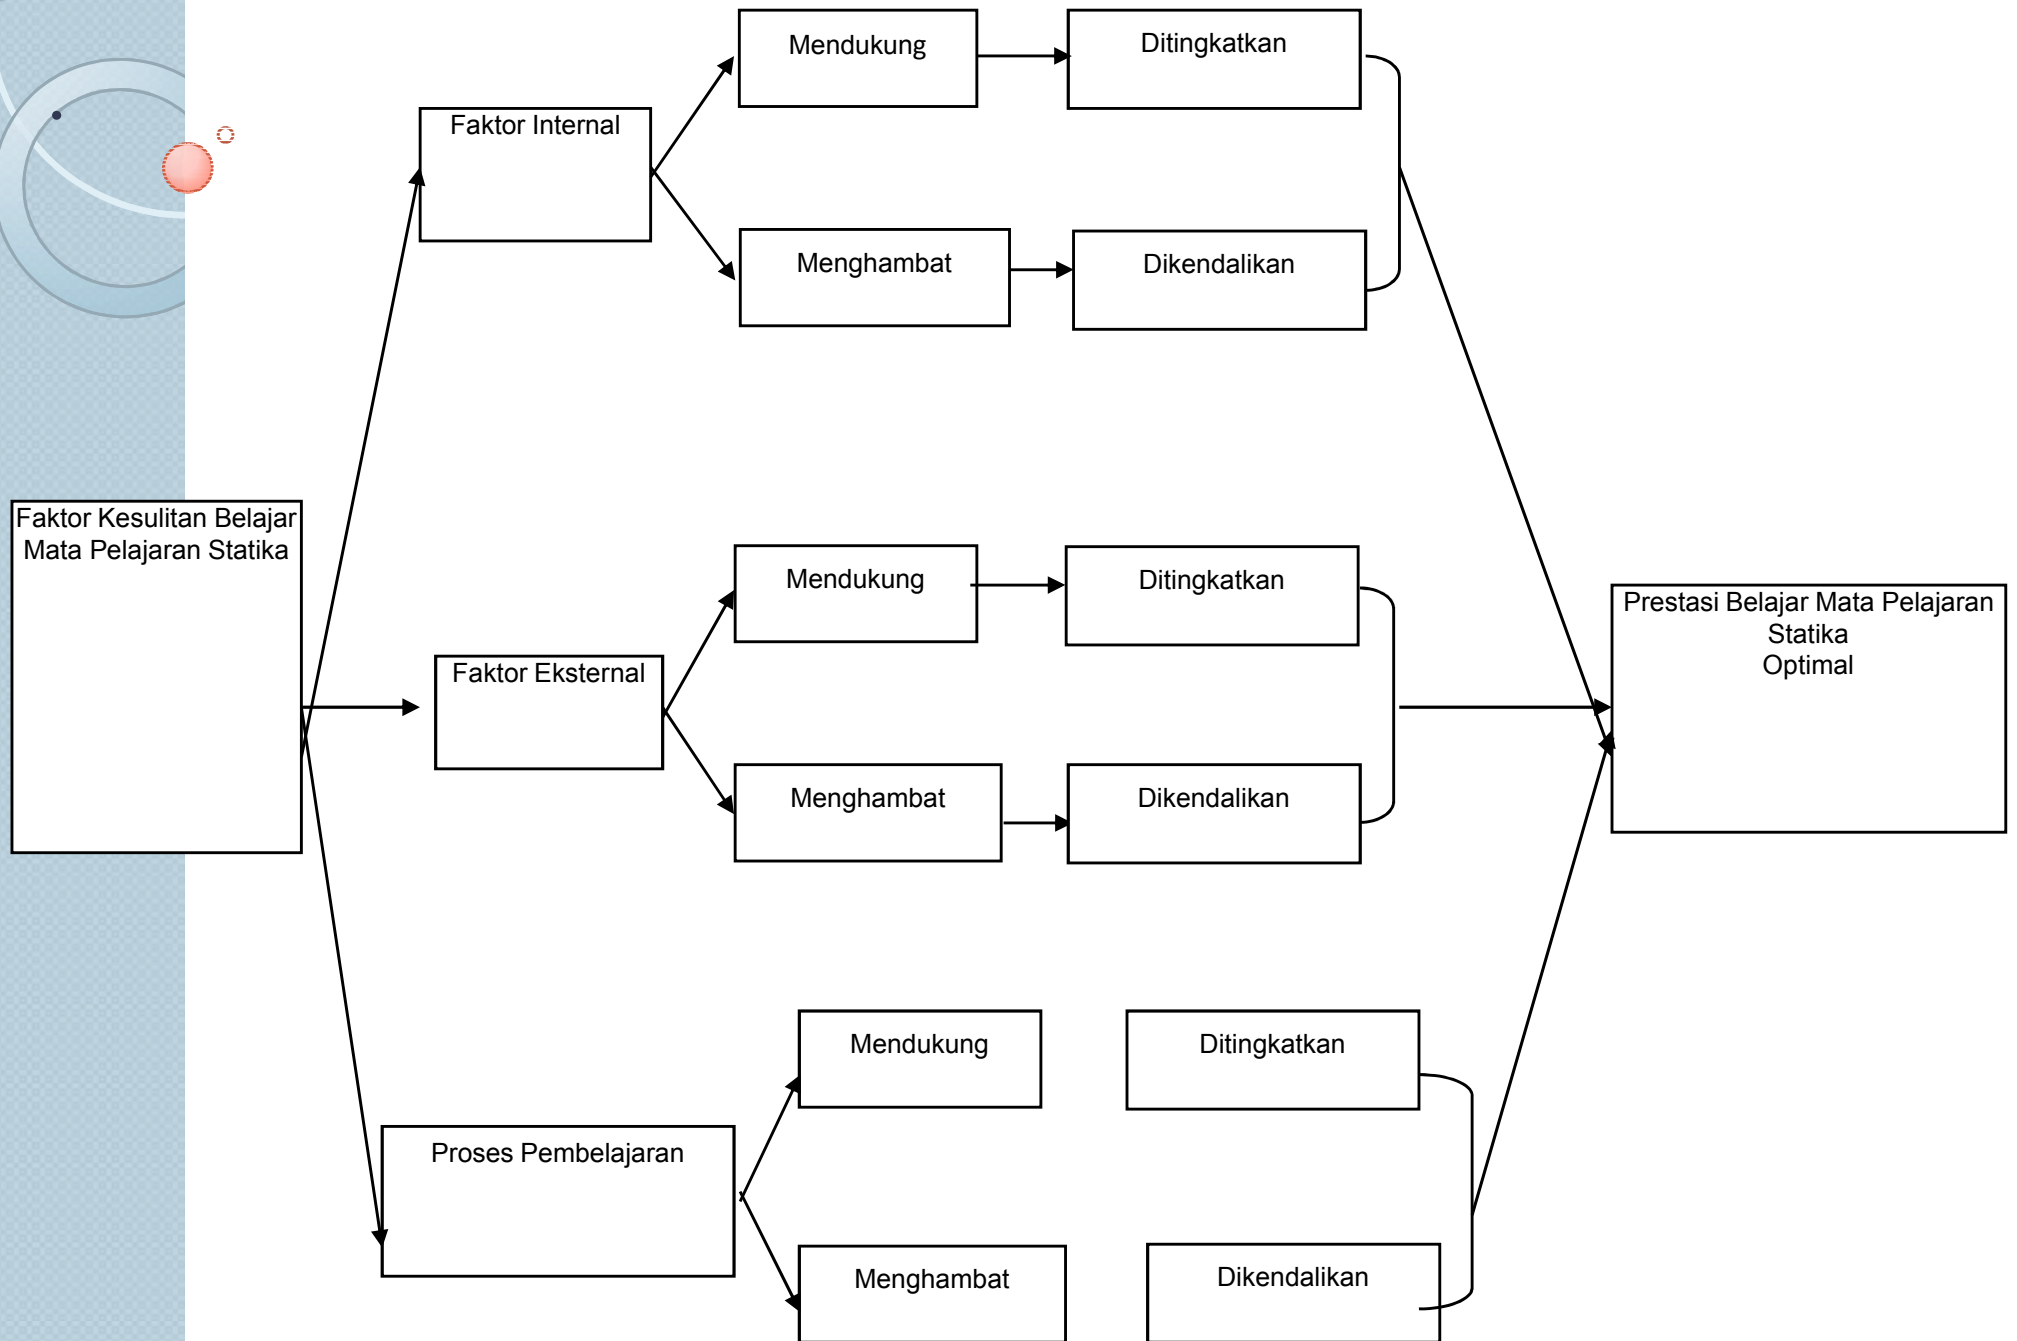 Mendukung
Ditingkatkan
Faktor Internal
Menghambat
Dikendalikan
Faktor Kesulitan Belajar
Mata Pelajaran Statika
Mendukung
Ditingkatkan
Faktor Eksternal
Menghambat
Dikendalikan
Prestasi Belajar Mata Pelajaran
Statika
Optimal
Mendukung
Ditingkatkan
Proses Pembelajaran
Menghambat
Dikendalikan